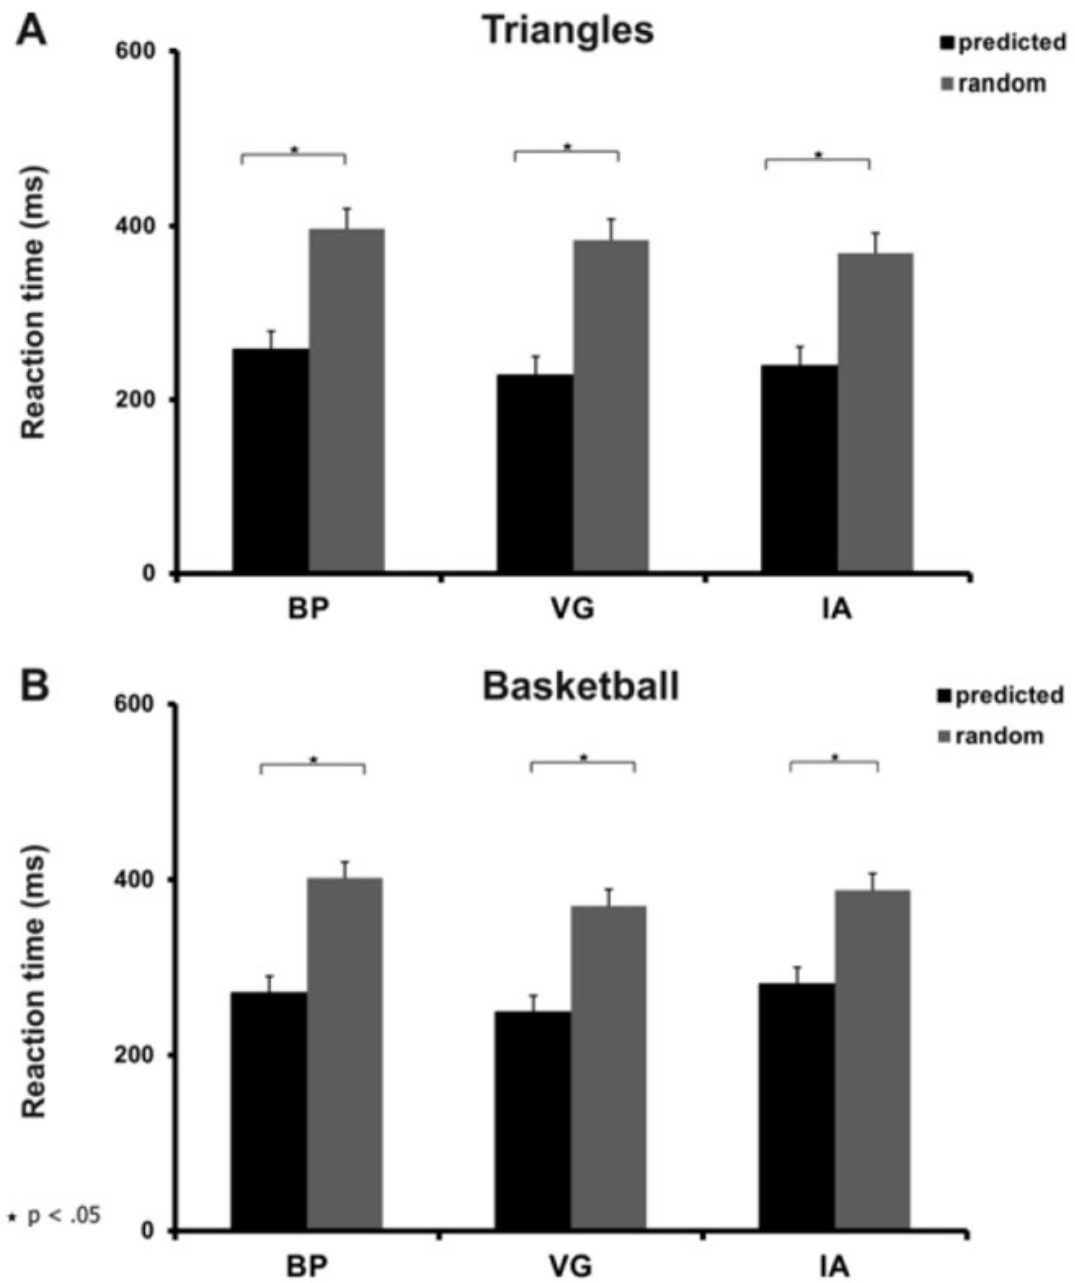 A
Triangles
predicted
random
Reaction time (ms)
600
400
200
0
*
*
*
BP VG IA
B
Basketball
predicted
random
Reaction time (ms)
600
400
200
0
*
*
*
* p < .05
BP VG IA